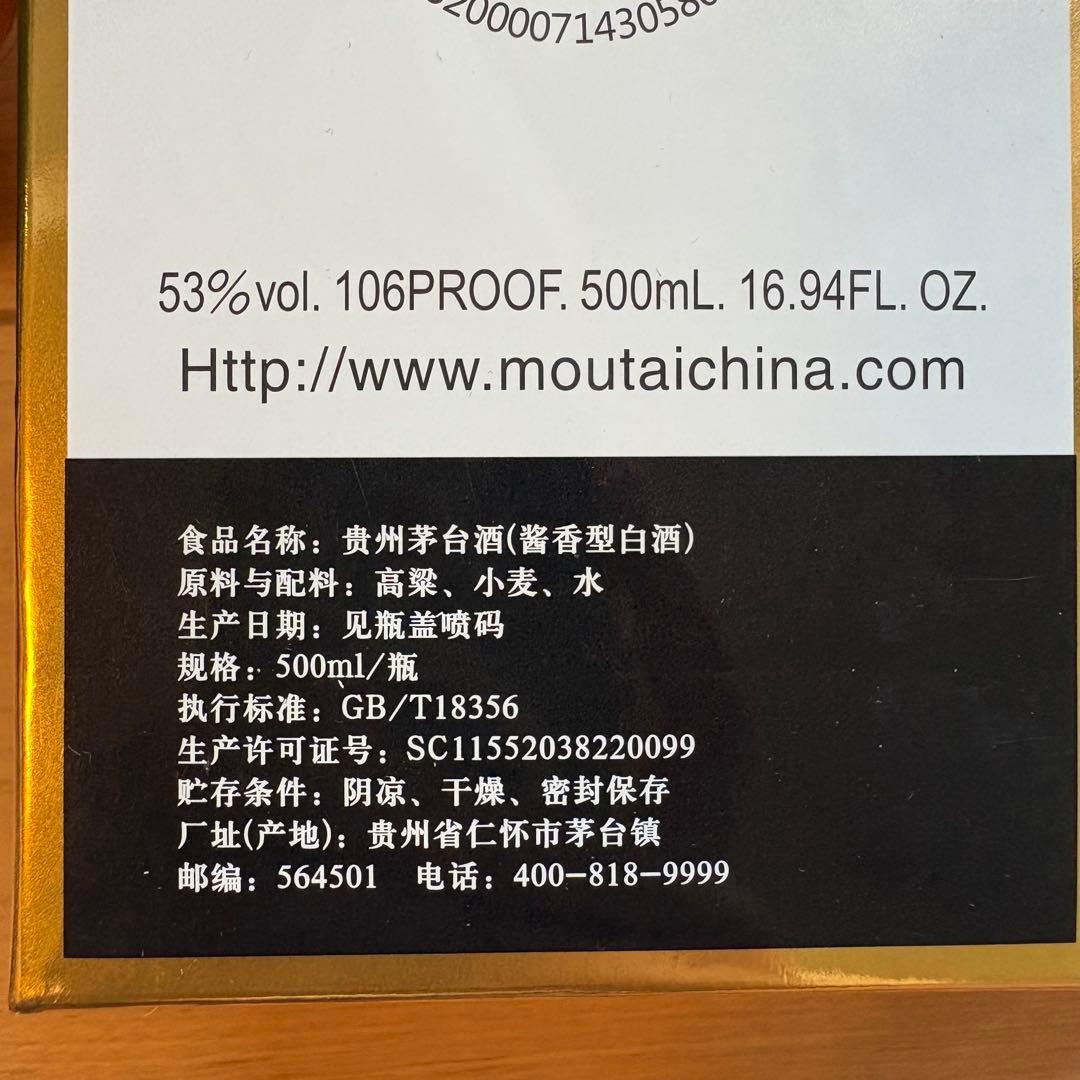 2000071430580
53%vol. 106PROOF. 500mL. 16.94FL. OZ.
Http://www.moutaichina.com
食品名称：贵州茅台酒(酱香型白酒)
原料与配料：高粱、小麦、水
生产日期：见瓶盖喷码
规格：500ml/瓶
执行标准：GB/T18356
生产许可证号：SC11552038220099
贮存条件：阴凉、干燥、密封保存
厂址(产地)：贵州省仁怀市茅台镇
邮编：564501 电话：400-818-9999